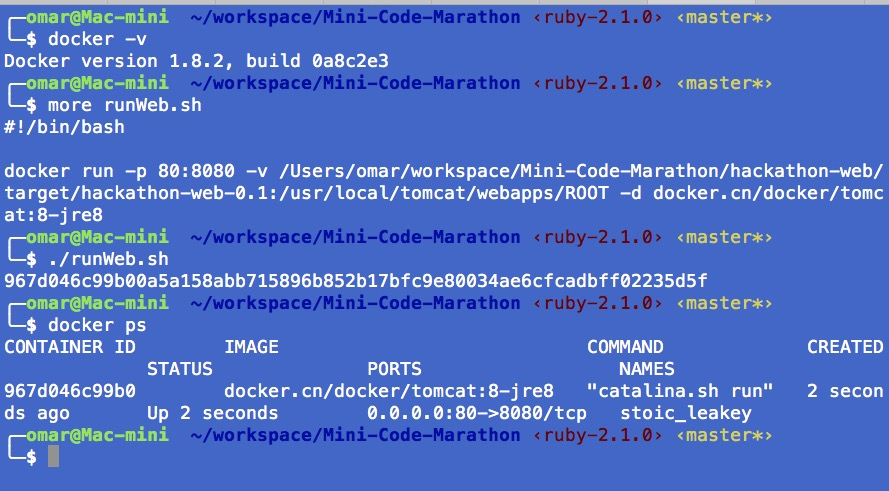 omar@Mac-mini ~/workspace/Mini-Code-Marathon ‹ruby-2.1.0› ‹master*›
$ docker -v
Docker version 1.8.2, build 0a8c2e3
omar@Mac-mini ~/workspace/Mini-Code-Marathon ‹ruby-2.1.0› ‹master*›
$ more runWeb.sh
#!/bin/bash
docker run -p 80:8080 -v /Users/omar/workspace/Mini-Code-Marathon/hackathon-web/
target/hackathon-web-0.1:/usr/local/tomcat/webapps/ROOT -d docker.cn/docker/tomc
at:8-jre8
omar@Mac-mini ~/workspace/Mini-Code-Marathon ‹ruby-2.1.0› ‹master*›
$ ./runWeb.sh
967d046c99b00a5a158abb715896b852b17bfc9e80034ae6cfcadbff02235d5f
omar@Mac-mini ~/workspace/Mini-Code-Marathon ‹ruby-2.1.0› ‹master*›
$ docker ps
CONTAINER ID IMAGE COMMAND CREATED
STATUS PORTS NAMES
967d046c99b0 docker.cn/docker/tomcat:8-jre8 "catalina.sh run" 2 secon
ds ago Up 2 seconds 0.0.0.0:80->8080/tcp stoic_leakey
omar@Mac-mini ~/workspace/Mini-Code-Marathon ‹ruby-2.1.0› ‹master*›
$